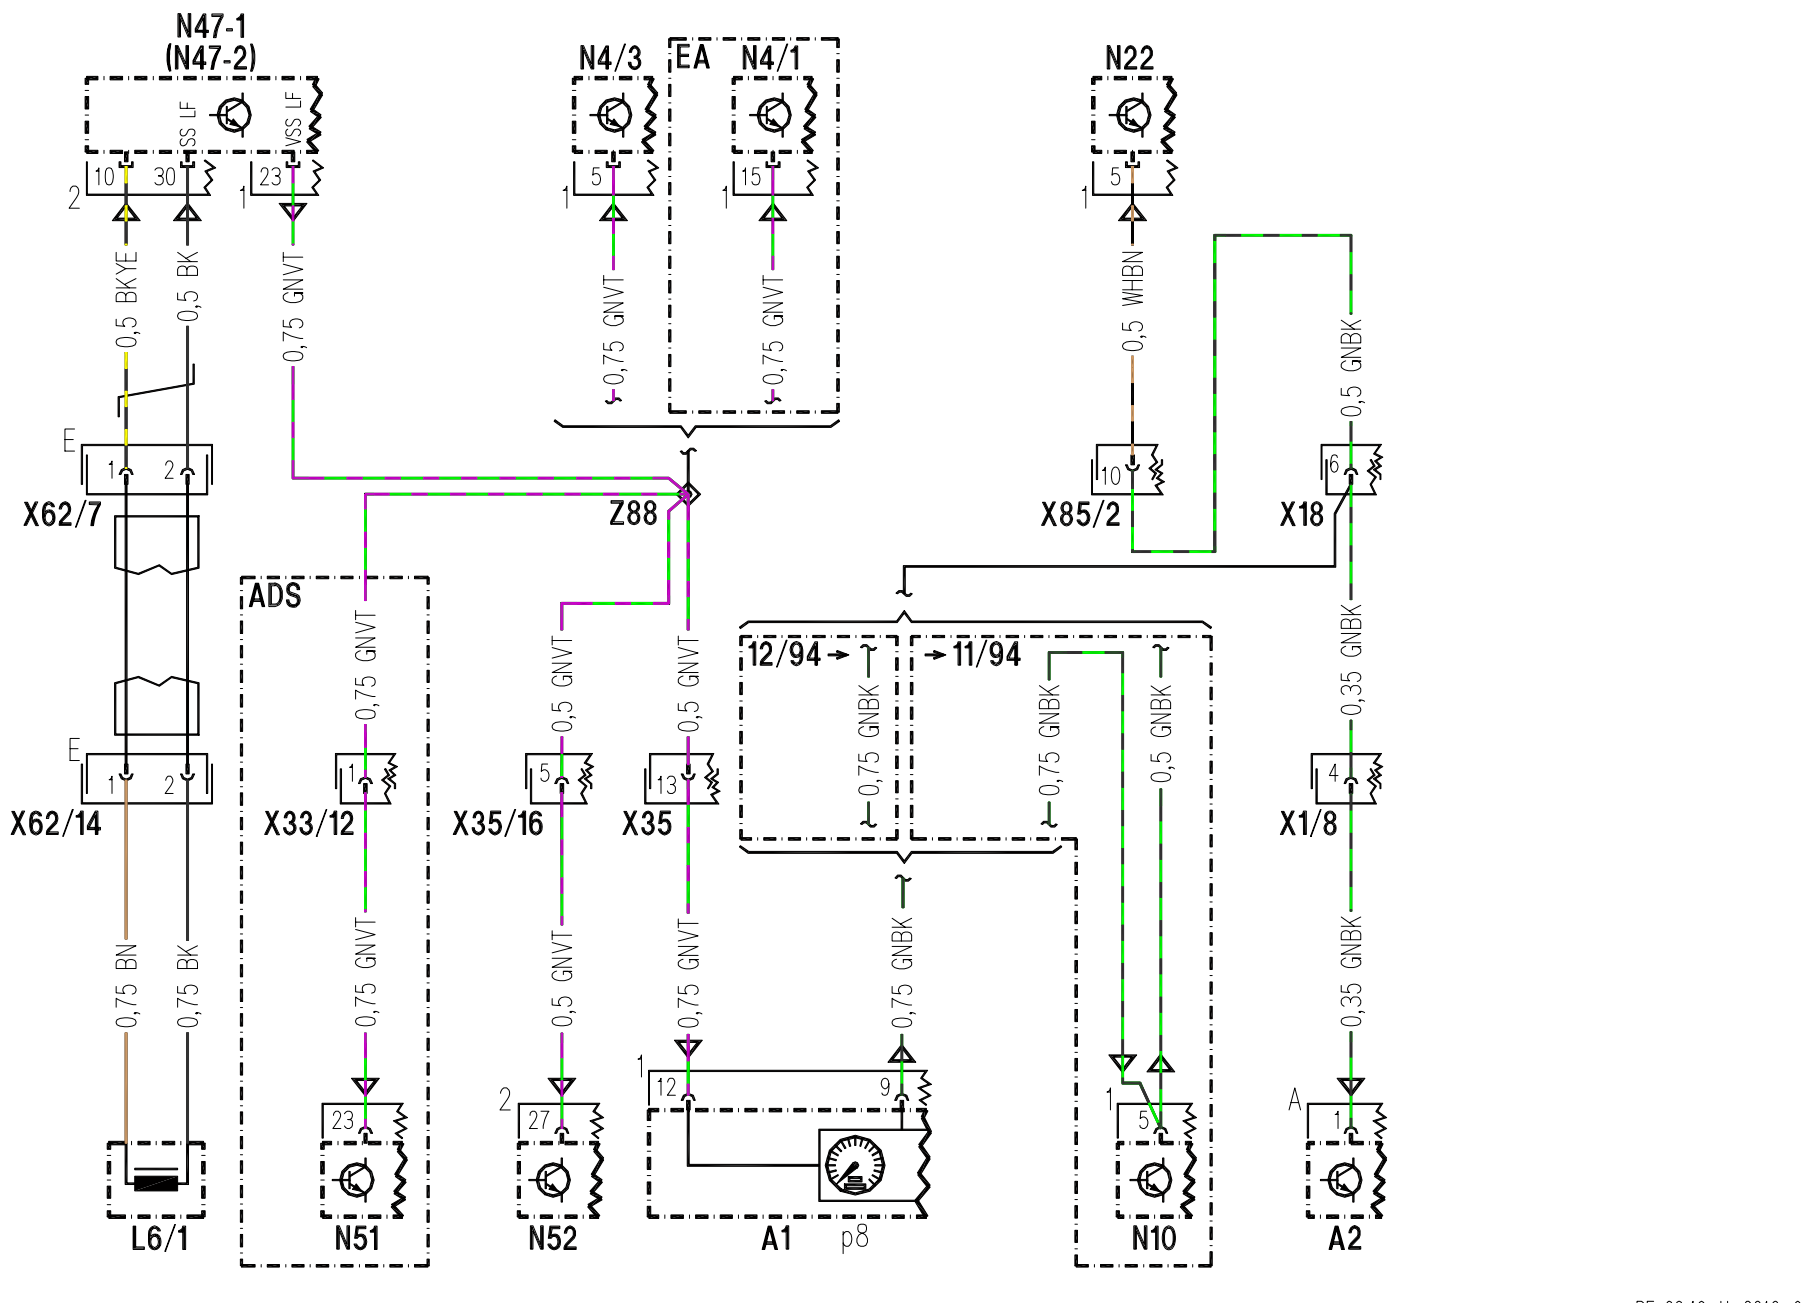 N47-1
(N47-2)
SS LF
VSS LF
10
30
23
2
1
N4/3
5
1
EA
N4/1
15
1
N22
5
1
0,5 BKYE
0,5 BK
0,75 GNVT
0,75 GNVT
0,75 GNVT
0,5 WHBN
0,5 GNBK
E
1
2
X62/7
Z88
10
X85/2
6
X18
ADS
0,75 GNVT
0,5 GNVT
0,5 GNVT
12/94
11/94
0,75 GNBK
0,75 GNBK
0,5 GNBK
0,35 GNBK
E
1
2
X62/14
1
X33/12
5
X35/16
13
X35
4
X1/8
0,75 BN
0,75 BK
0,75 GNVT
0,5 GNVT
0,75 GNVT
0,75 GNBK
0,35 GNBK
23
2
27
1
12
9
1
5
A
1
L6/1
N51
N52
A1
p8
N10
A2